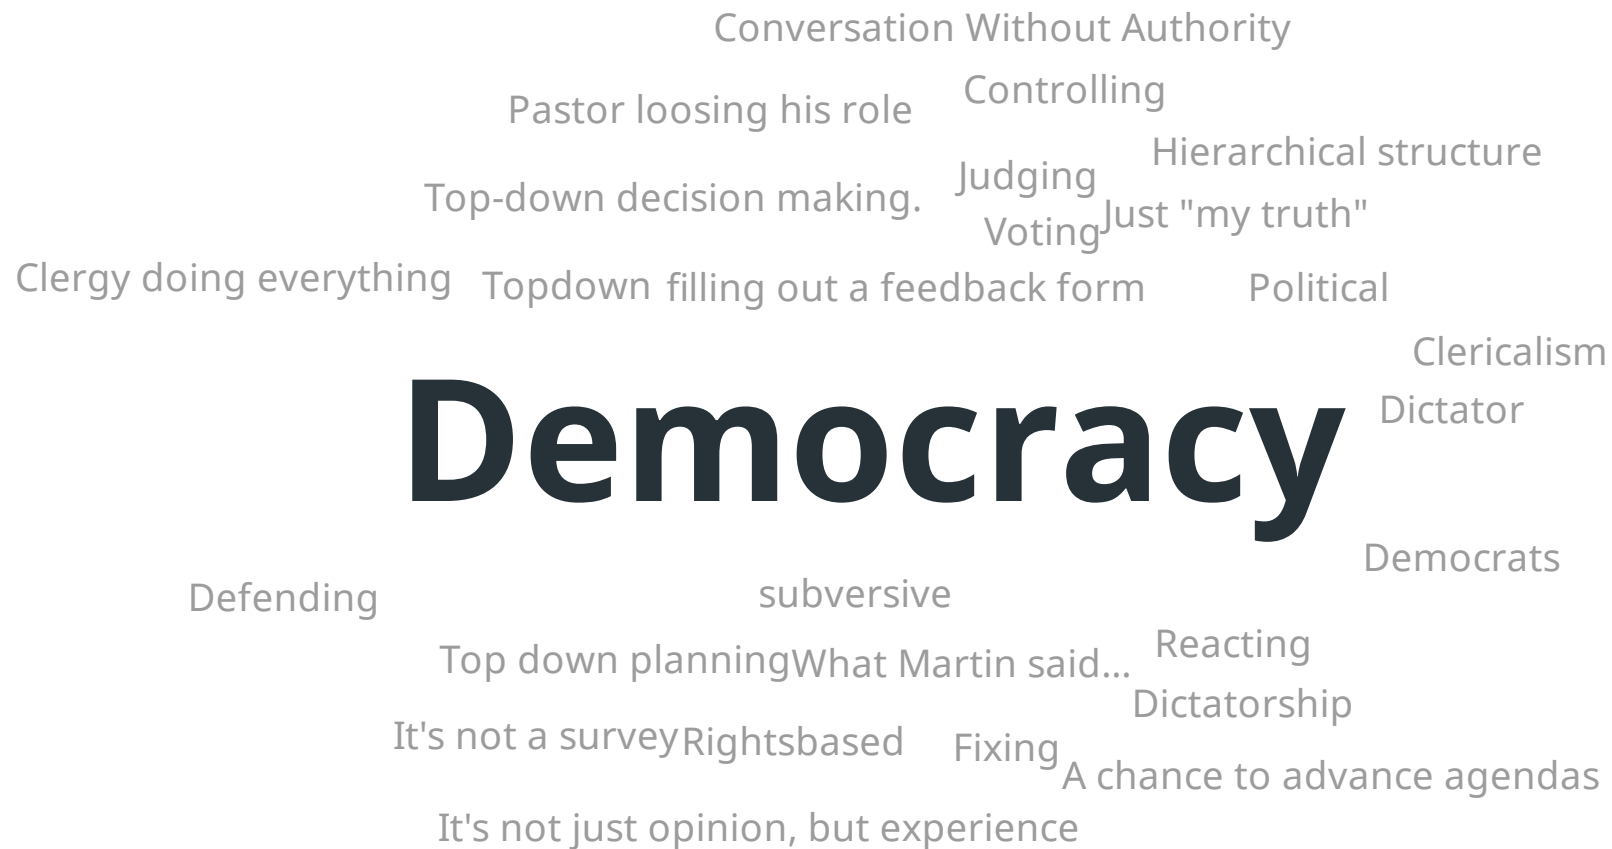 Conversation Without Authority
Controlling
Pastor loosing his role
Hierarchical structure
Judging
Top-down decision making.
Just "my truth"
Voting
Clergy doing everything
Topdown
filling out a feedback form
Political
Clericalism
Dictator
Democracy
Democrats
Defending
subversive
Reacting
Top down planning
What Martin said...
Dictatorship
It's not a survey
Rightsbased
Fixing
A chance to advance agendas
It's not just opinion, but experience